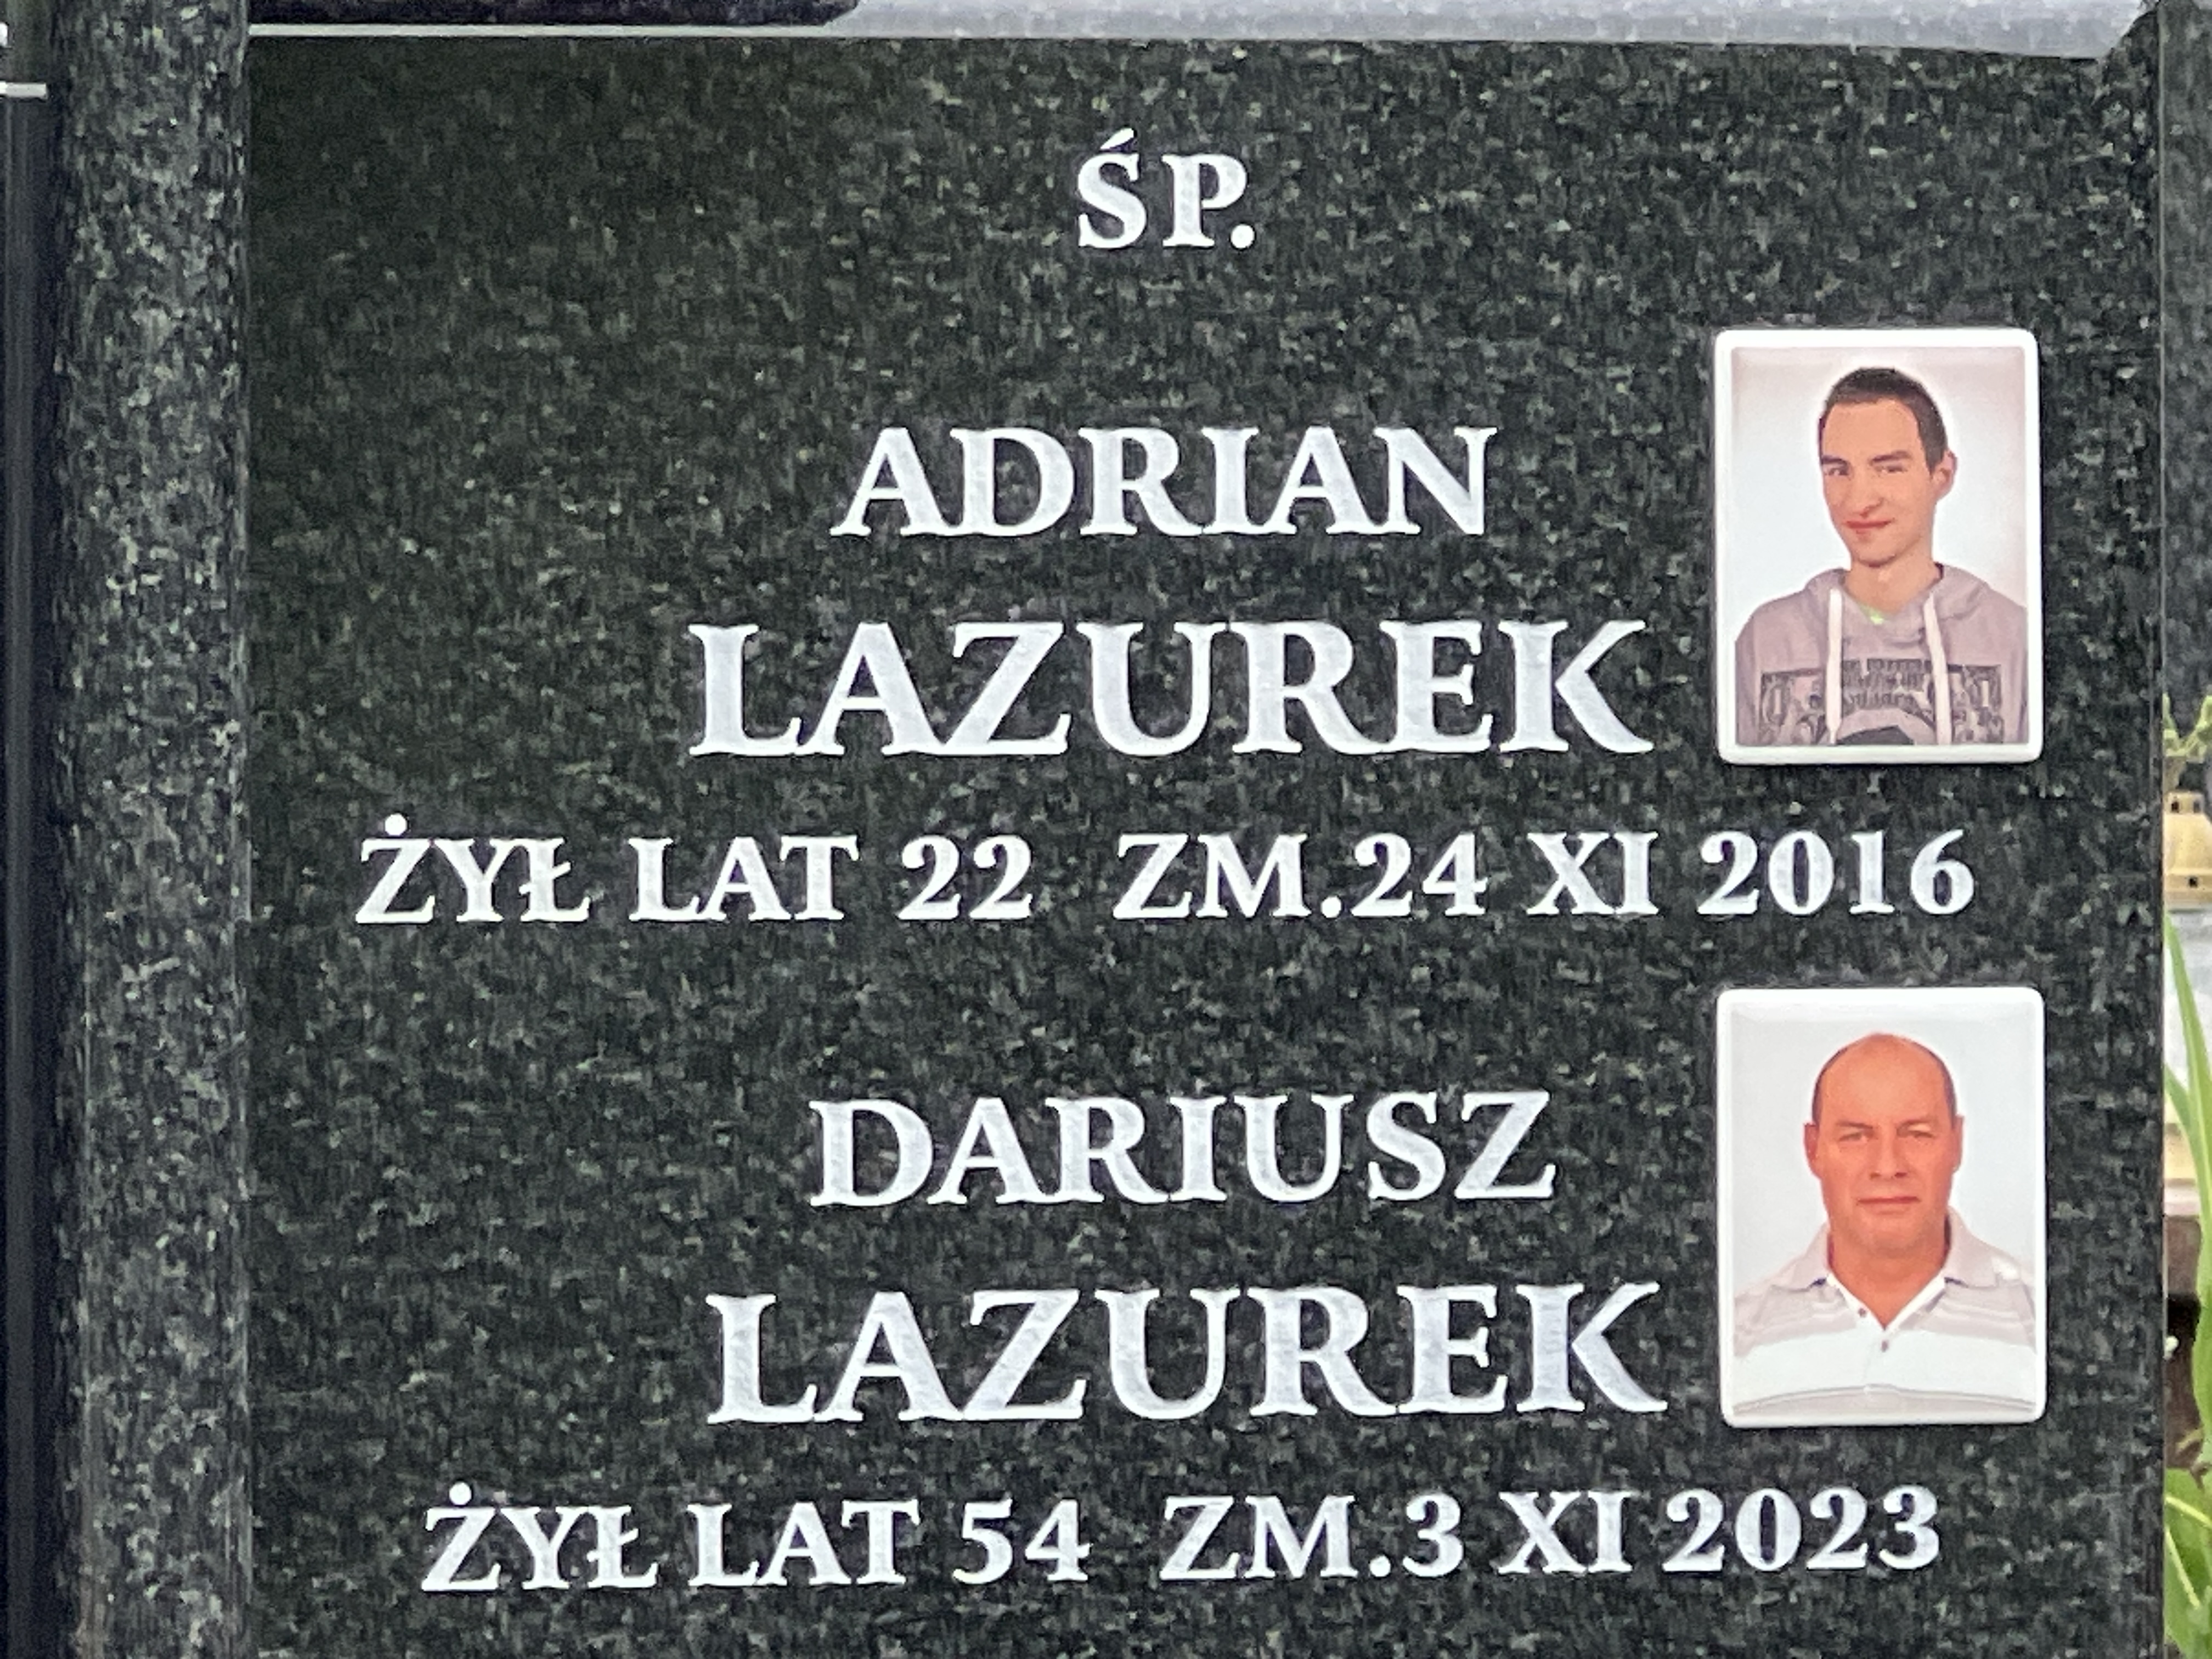 ŚP.
ADRIAN
LAZUREK
ŻYŁ LAT 22 ZM.24 XI 2016
DARIUSZ
LAZUREK
ŻYŁ LAT 54 ZM.3 XI 2023